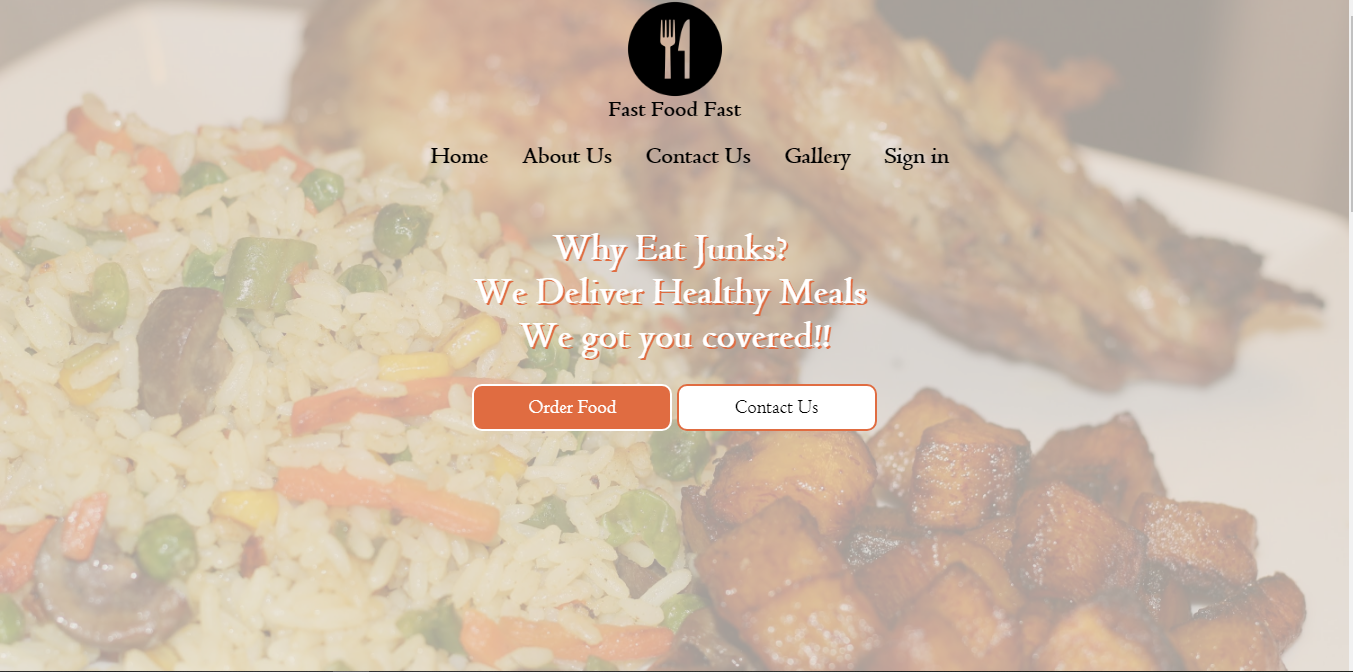 Fast Food Fast
Home About Us Contact Us Gallery Sign in
Why Eat Junks?
We Deliver Healthy Meals
We got you covered!!
Order Food Contact Us